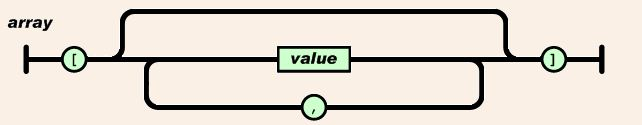 array
[ value ]
,